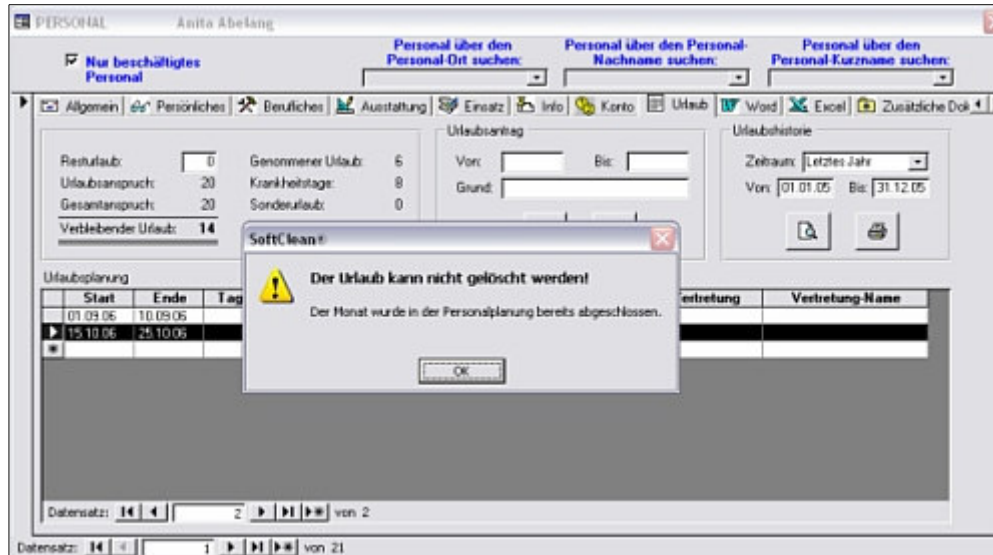 PERSONAL Anita Abelang
Nur beschäftigtes Personal
Personal über den Personal-Ort suchen:
Personal über den Personal-Nachname suchen:
Personal über den Personal-Kurzname suchen:
Allgemein Persönliches Berufliches Ausstattung Einsatz Info Konto Urlaub Word Excel Zusätzliche Dok
Resturlaub: 0
Urlaubsanspruch: 20
Gesamtanspruch: 20
Verbleibender Urlaub: 14
Genommener Urlaub: 6
Krankheitstage: 8
Sonderurlaub: 0
Urlaubsantrag
Von: Bis:
Grund:
Urlaubshistorie
Zeitraum: Letztes Jahr
Von: 01.01.05 Bis: 31.12.05
SoftClean®
Der Urlaub kann nicht gelöscht werden!
Der Monat wurde in der Personalplanung bereits abgeschlossen.
OK
Urlaubsplanung
Start Ende Tag ertretung Vertretung-Name
01.09.06 10.09.06
15.10.06 25.10.06
Datensatz: 2 von 2
Datensatz: 1 von 21